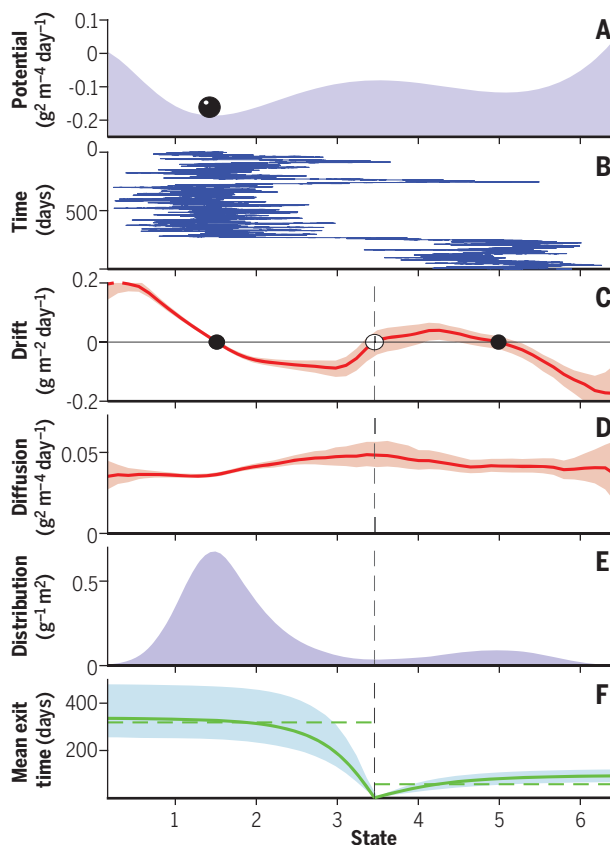 A
Potential
(g² m⁻⁴ day⁻¹)
0.1
0
-0.1
-0.2
B
Time
(days)
0
500
C
Drift
(g m⁻² day⁻¹)
0.2
0
-0.2
D
Diffusion
(g² m⁻⁴ day⁻¹)
0.05
0
E
Distribution
(g⁻¹ m²)
0.5
0
F
Mean exit
time (days)
400
200
1 2 3 4 5 6
State